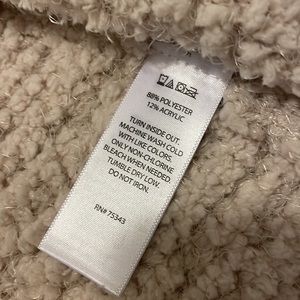 88% POLYESTER
12% ACRYLIC
TURN INSIDE OUT.
MACHINE WASH COLD
WITH LIKE COLORS.
ONLY NON-CHLORINE
BLEACH WHEN NEEDED.
TUMBLE DRY LOW.
DO NOT IRON.
RN# 75343